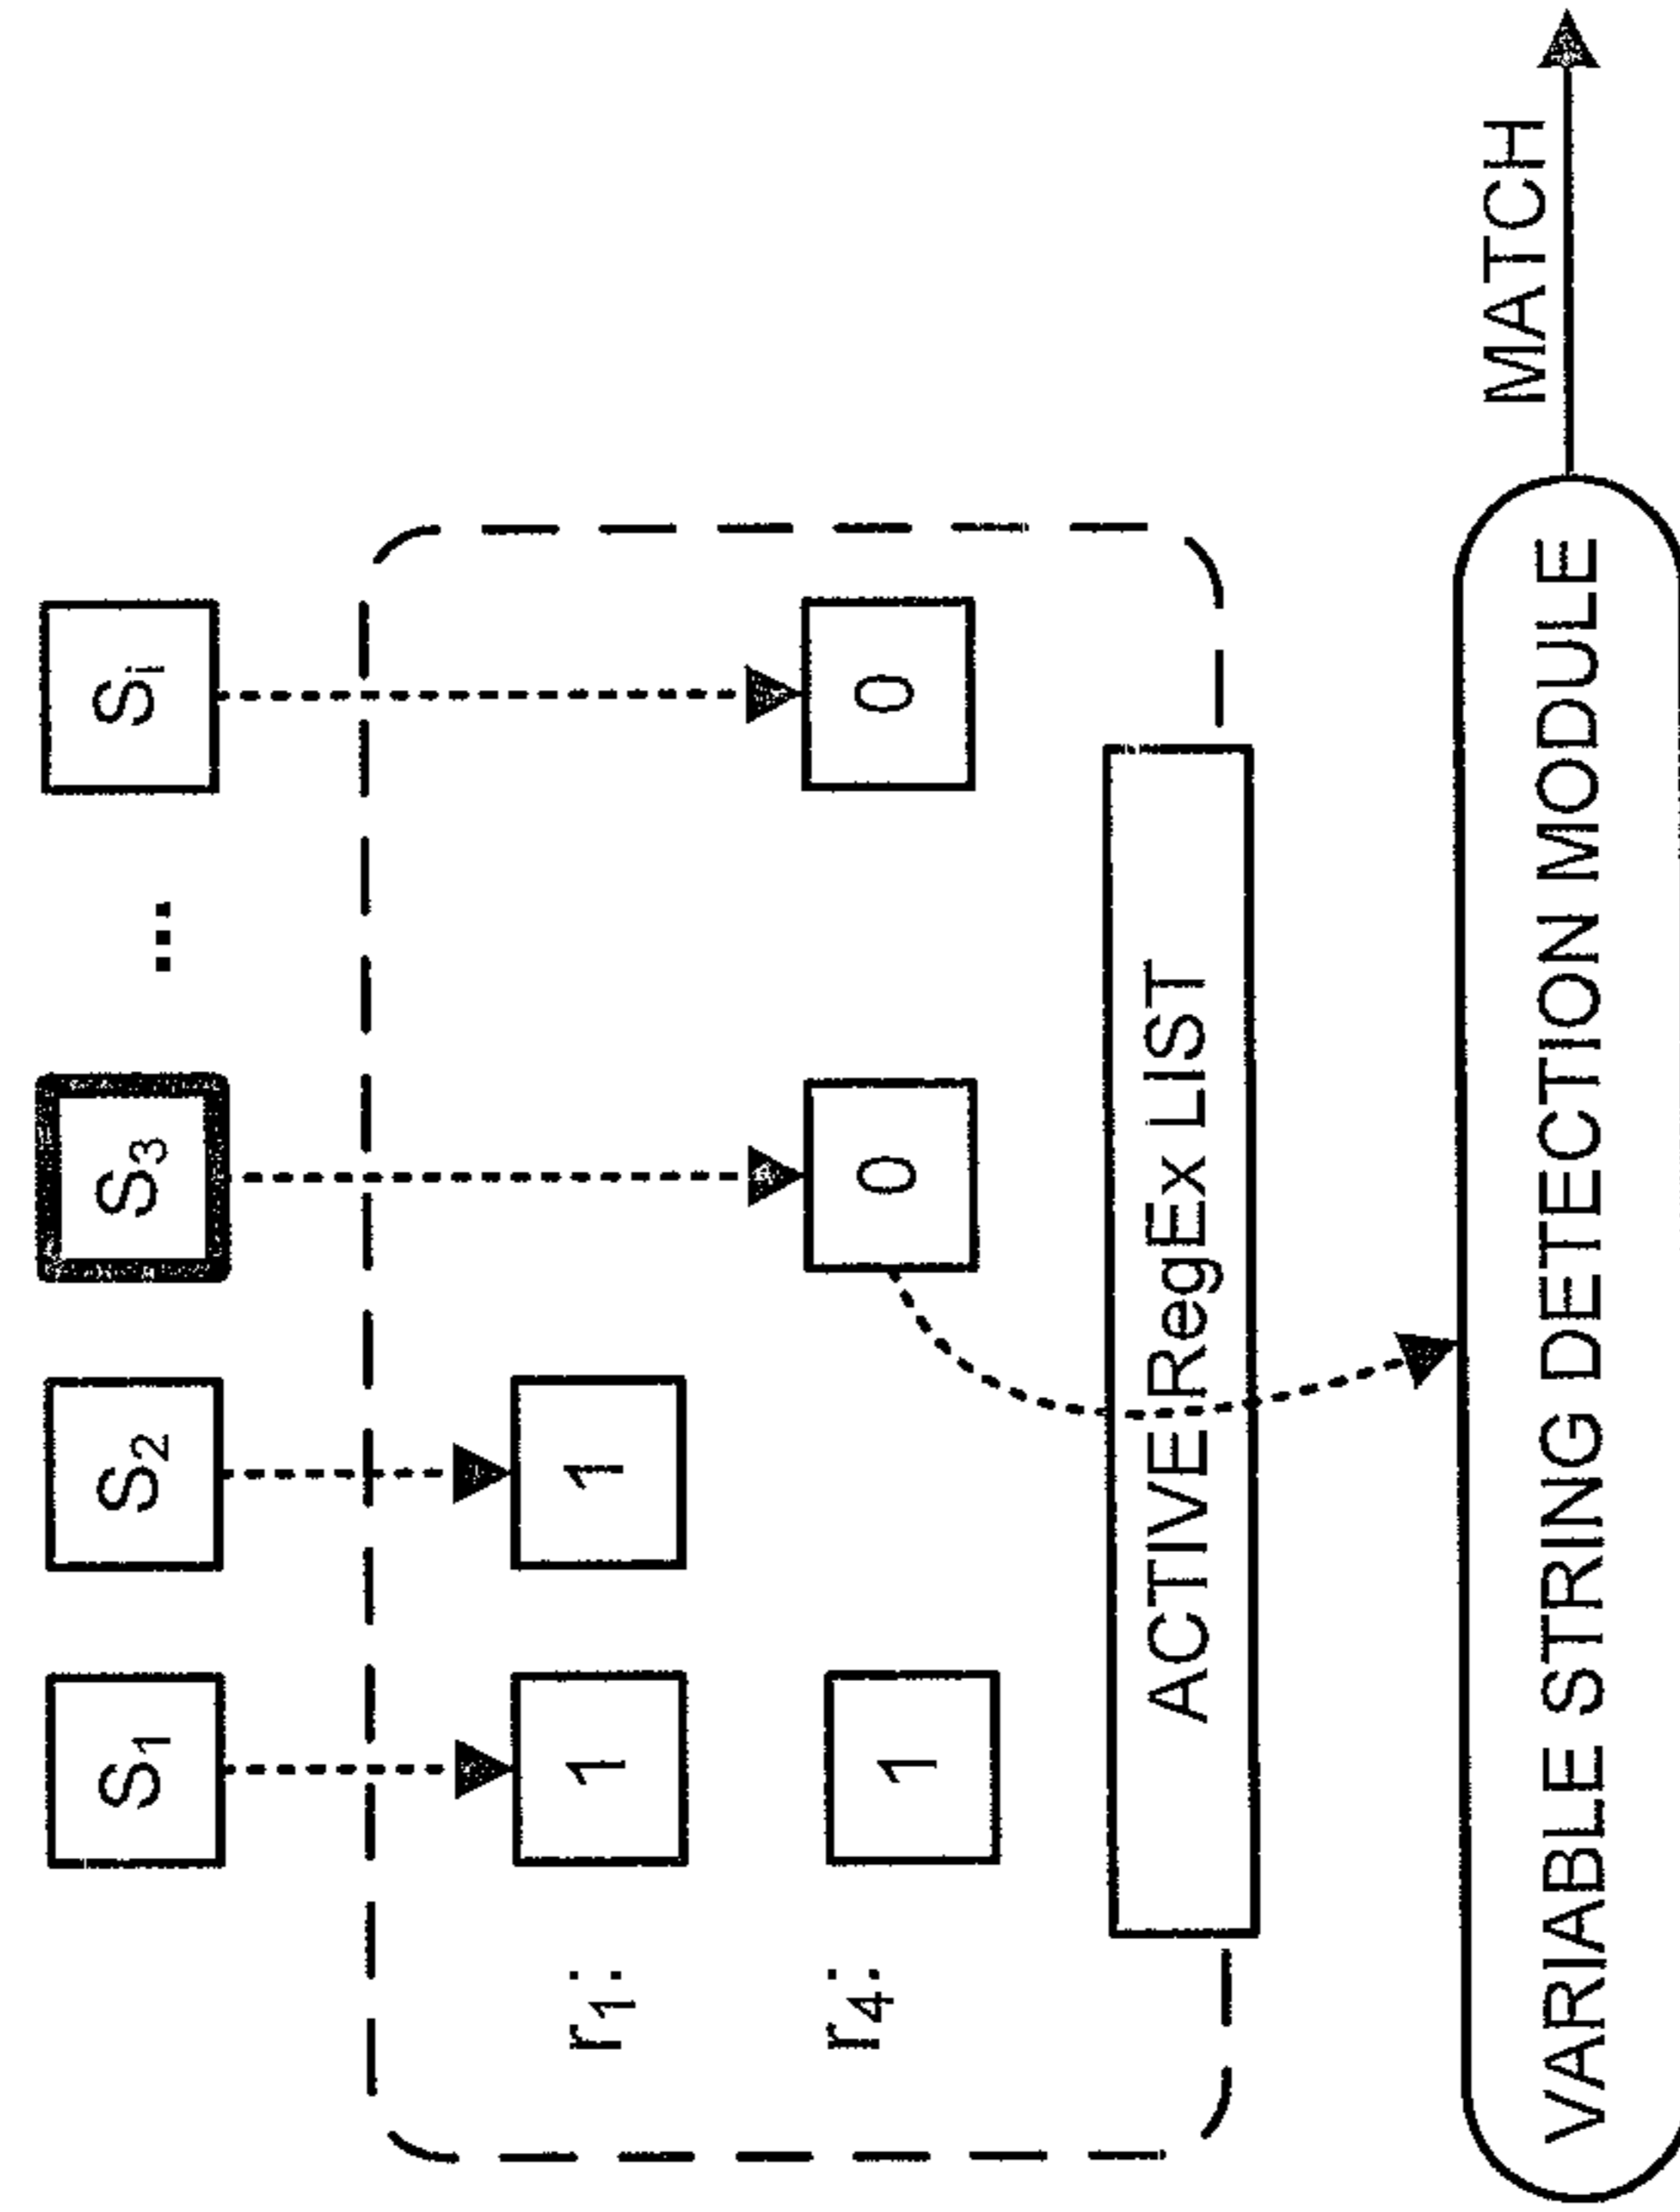 S1 S2 S3 ... Si
r1: 1 1
r4: 1 0 0
ACTIVE RegEx LIST
VARIABLE STRING DETECTION MODULE
MATCH